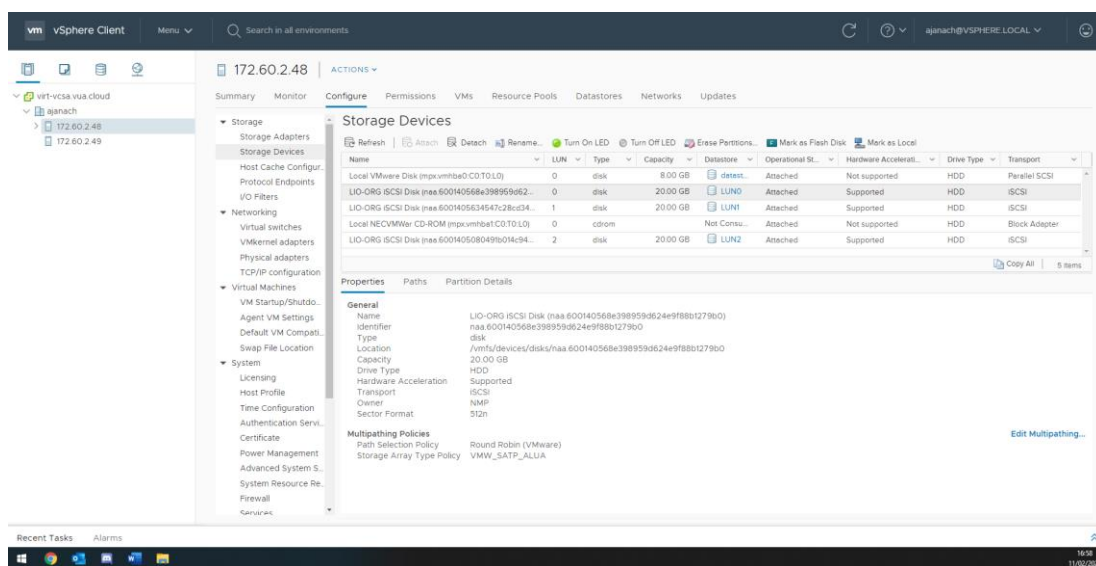 vm vSphere Client Menu Search in all environments ajanach@VSPHERE.LOCAL
172.60.2.48 ACTIONS
virt-vcsa.vua.cloud
ajanach
172.60.2.48
172.60.2.49
Summary Monitor Configure Permissions VMs Resource Pools Datastores Networks Updates
Storage
Storage Adapters
Storage Devices
Host Cache Configur..
Protocol Endpoints
I/O Filters
Networking
Virtual switches
VMkernel adapters
Physical adapters
TCP/IP configuration
Virtual Machines
VM Startup/Shutdo..
Agent VM Settings
Default VM Compati..
Swap File Location
System
Licensing
Host Profile
Time Configuration
Authentication Servi..
Certificate
Power Management
Advanced System S..
System Resource Re..
Firewall
Services
Storage Devices
Refresh Attach Detach Rename... Turn On LED Turn Off LED Erase Partitions... Mark as Flash Disk Mark as Local
Name LUN Type Capacity Datastore Operational St... Hardware Accelerati... Drive Type Transport
Local VMware Disk (mpx.vmhba0:C0:T0:L0) 0 disk 8.00 GB datast... Attached Not supported HDD Parallel SCSI
LIO-ORG iSCSI Disk (naa.600140568e398959d62... 0 disk 20.00 GB LUN0 Attached Supported HDD iSCSI
LIO-ORG iSCSI Disk (naa.6001405634547c28cd34... 1 disk 20.00 GB LUN1 Attached Supported HDD iSCSI
Local NECVMWar CD-ROM (mpx.vmhba1:C0:T0:L0) 0 cdrom Not Consu... Attached Not supported HDD Block Adapter
LIO-ORG iSCSI Disk (naa.6001405080491b014c94... 2 disk 20.00 GB LUN2 Attached Supported HDD iSCSI
Copy All 5 items
Properties Paths Partition Details
General
Name LIO-ORG iSCSI Disk (naa.600140568e398959d624e9f88b1279b0)
Identifier naa.600140568e398959d624e9f88b1279b0
Type disk
Location /vmfs/devices/disks/naa.600140568e398959d624e9f88b1279b0
Capacity 20.00 GB
Drive Type HDD
Hardware Acceleration Supported
Transport iSCSI
Owner NMP
Sector Format 512n
Multipathing Policies Edit Multipathing...
Path Selection Policy Round Robin (VMware)
Storage Array Type Policy VMW_SATP_ALUA
Recent Tasks Alarms
16:58